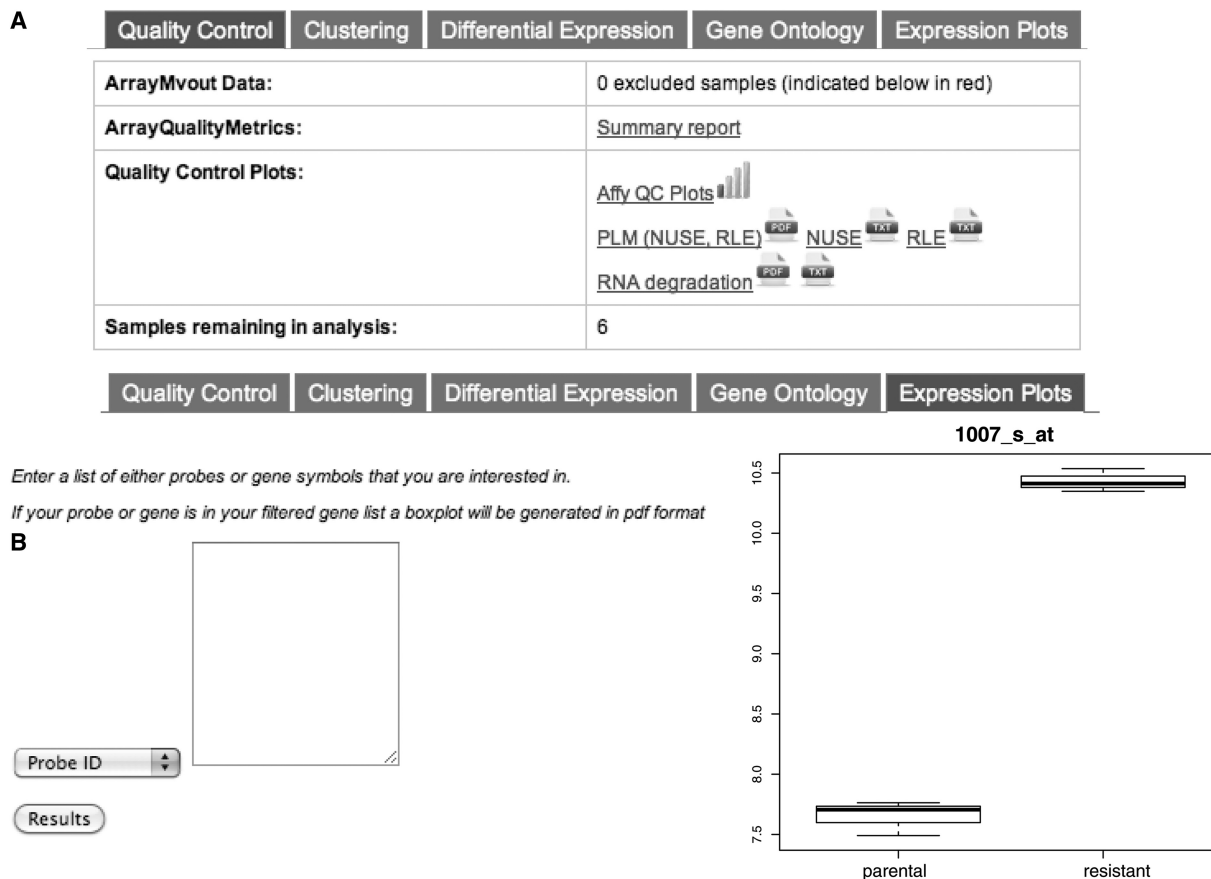 A
Quality Control Clustering Differential Expression Gene Ontology Expression Plots
ArrayMvout Data: 0 excluded samples (indicated below in red)
ArrayQualityMetrics: Summary report
Quality Control Plots:
Affy QC Plots
PLM (NUSE, RLE) PDF NUSE TXT RLE TXT
RNA degradation PDF TXT
Samples remaining in analysis: 6
Quality Control Clustering Differential Expression Gene Ontology Expression Plots
Enter a list of either probes or gene symbols that you are interested in.
If your probe or gene is in your filtered gene list a boxplot will be generated in pdf format
B
Probe ID
Results
1007_s_at
10.5
10.0
9.5
9.0
8.5
8.0
7.5
parental resistant